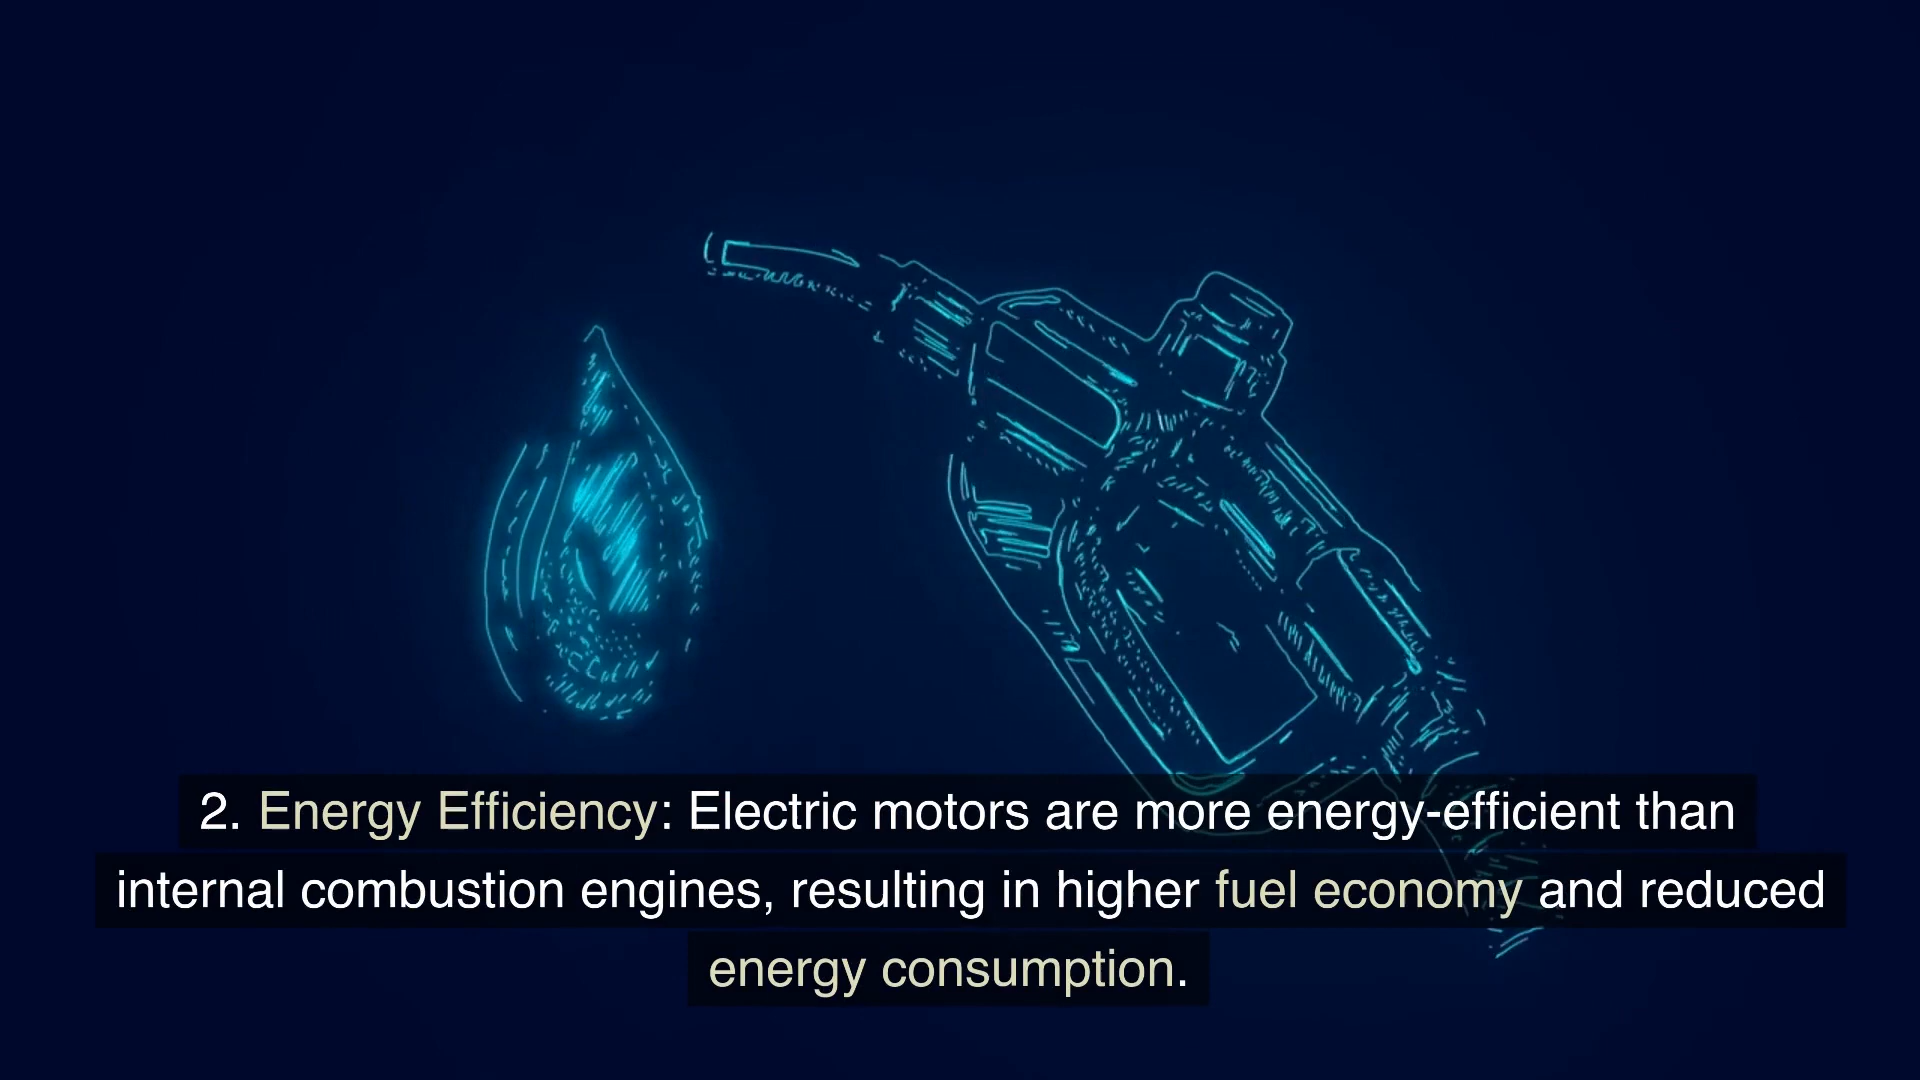 2. Energy Efficiency: Electric motors are more energy-efficient than
internal combustion engines, resulting in higher fuel economy and reduced
energy consumption.